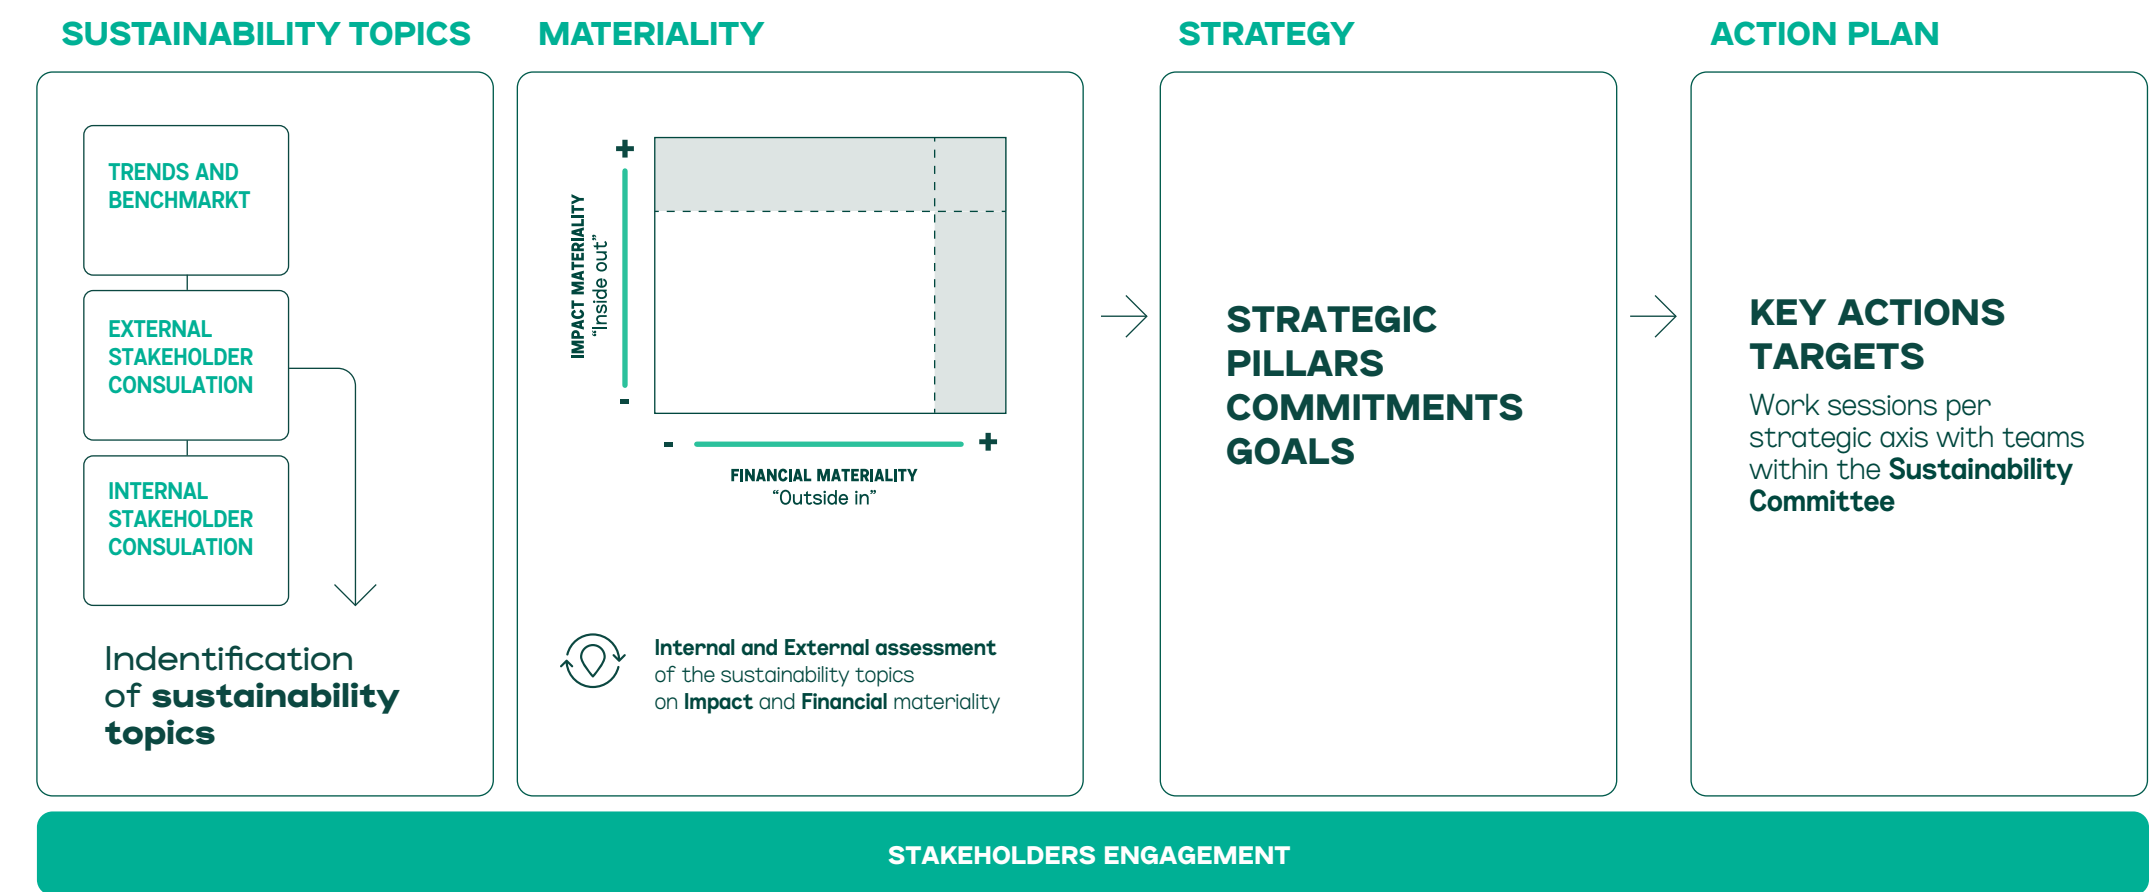 SUSTAINABILITY TOPICS
TRENDS AND
BENCHMARKT
EXTERNAL
STAKEHOLDER
CONSULATION
INTERNAL
STAKEHOLDER
CONSULATION
Indentification
of sustainability
topics
MATERIALITY
+
IMPACT MATERIALITY
“Inside out”
-
- +
FINANCIAL MATERIALITY
“Outside in”
Internal and External assessment
of the sustainability topics
on Impact and Financial materiality
STRATEGY
STRATEGIC
PILLARS
COMMITMENTS
GOALS
ACTION PLAN
KEY ACTIONS
TARGETS
Work sessions per
strategic axis with teams
within the Sustainability
Committee
STAKEHOLDERS ENGAGEMENT